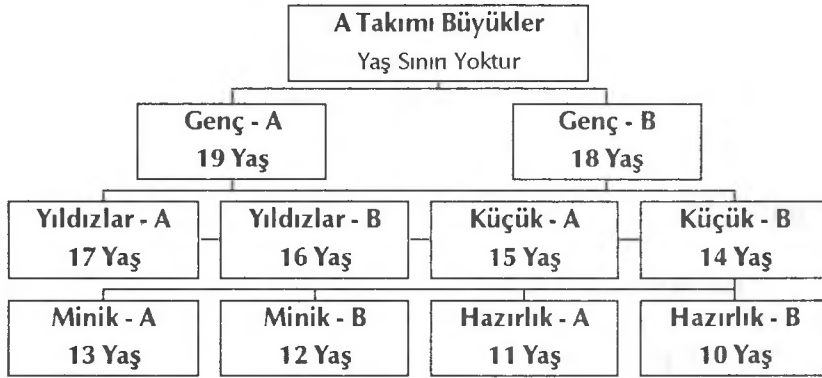 A Takımı Büyükler
Yaş Sınırı Yoktur
Genç - A
19 Yaş
Genç - B
18 Yaş
Yıldızlar - A
17 Yaş
Yıldızlar - B
16 Yaş
Küçük - A
15 Yaş
Küçük - B
14 Yaş
Minik - A
13 Yaş
Minik - B
12 Yaş
Hazırlık - A
11 Yaş
Hazırlık - B
10 Yaş